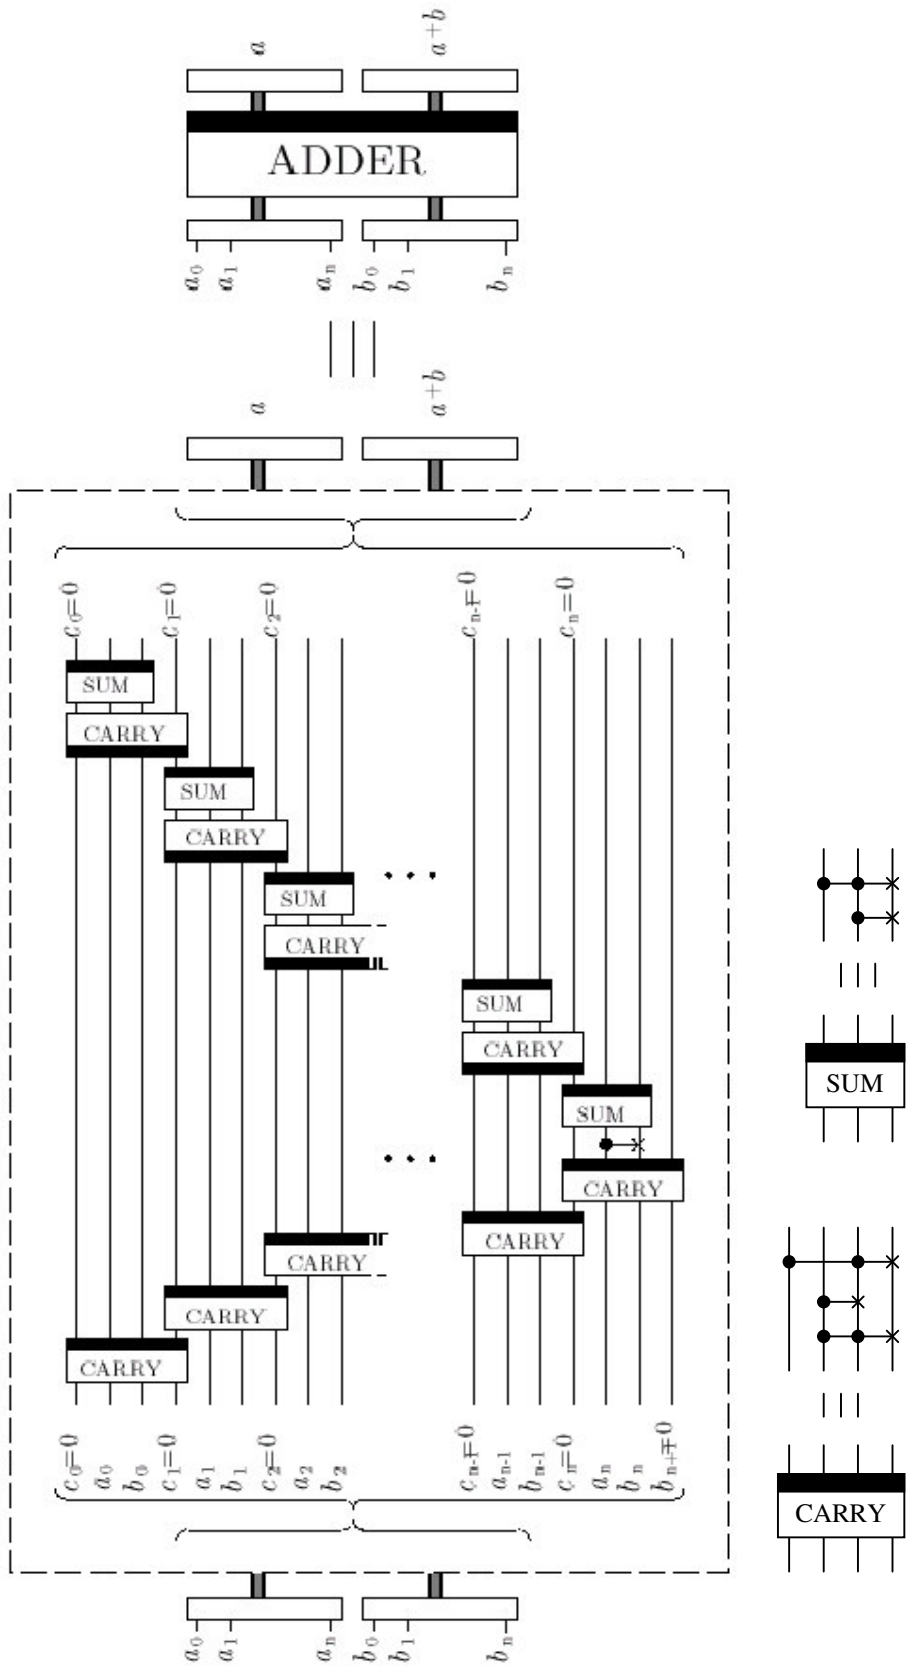 a
a+b
ADDER
a0 a1 an b0 b1 bn
a
a+b
c0=0 c1=0 c2=0 cn-1=0 cn=0
SUM
CARRY
SUM
CARRY
SUM
CARRY
SUM
CARRY
SUM
CARRY
CARRY
CARRY
CARRY
CARRY
c0=0 a0 b0 c1=0 a1 b1 c2=0 a2 b2 cn-1=0 an-1 bn-1 cn=0 an bn bn+1=0
a0 a1 an b0 b1 bn
SUM
CARRY